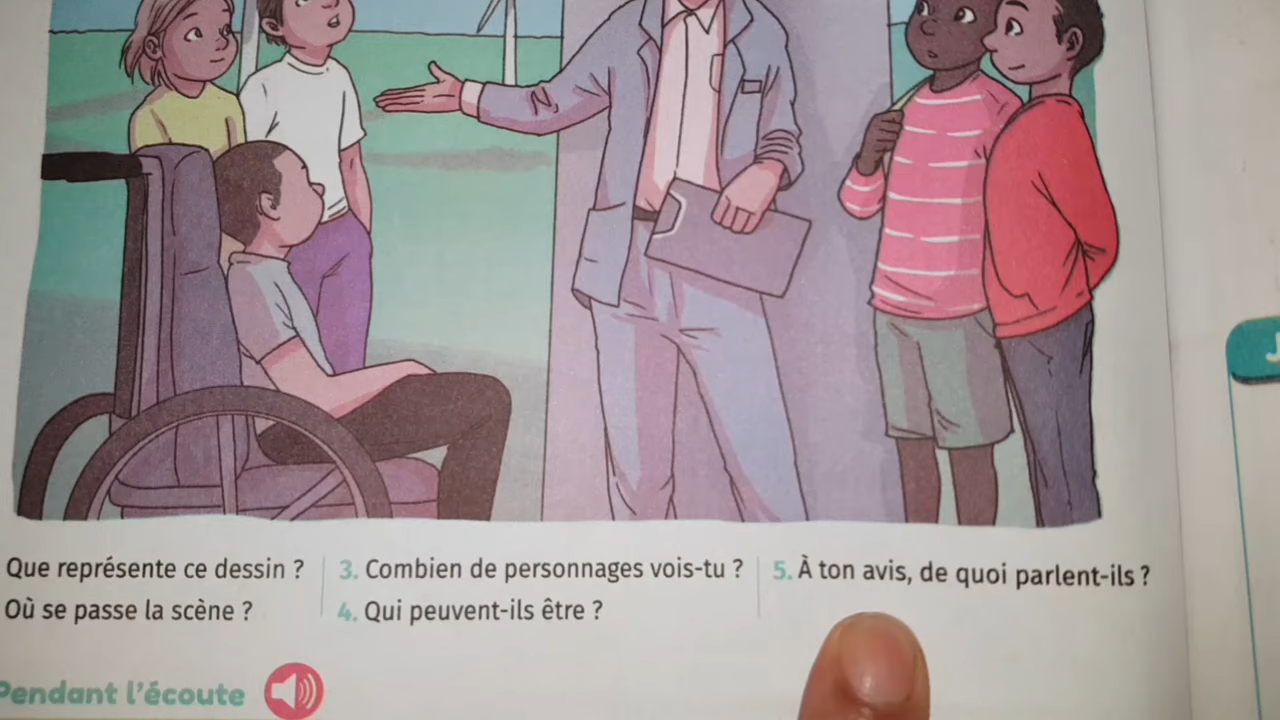 Que représente ce dessin ?
Où se passe la scène ?
3. Combien de personnages vois-tu ?
4. Qui peuvent-ils être ?
5. À ton avis, de quoi parlent-ils ?
Pendant l'écoute